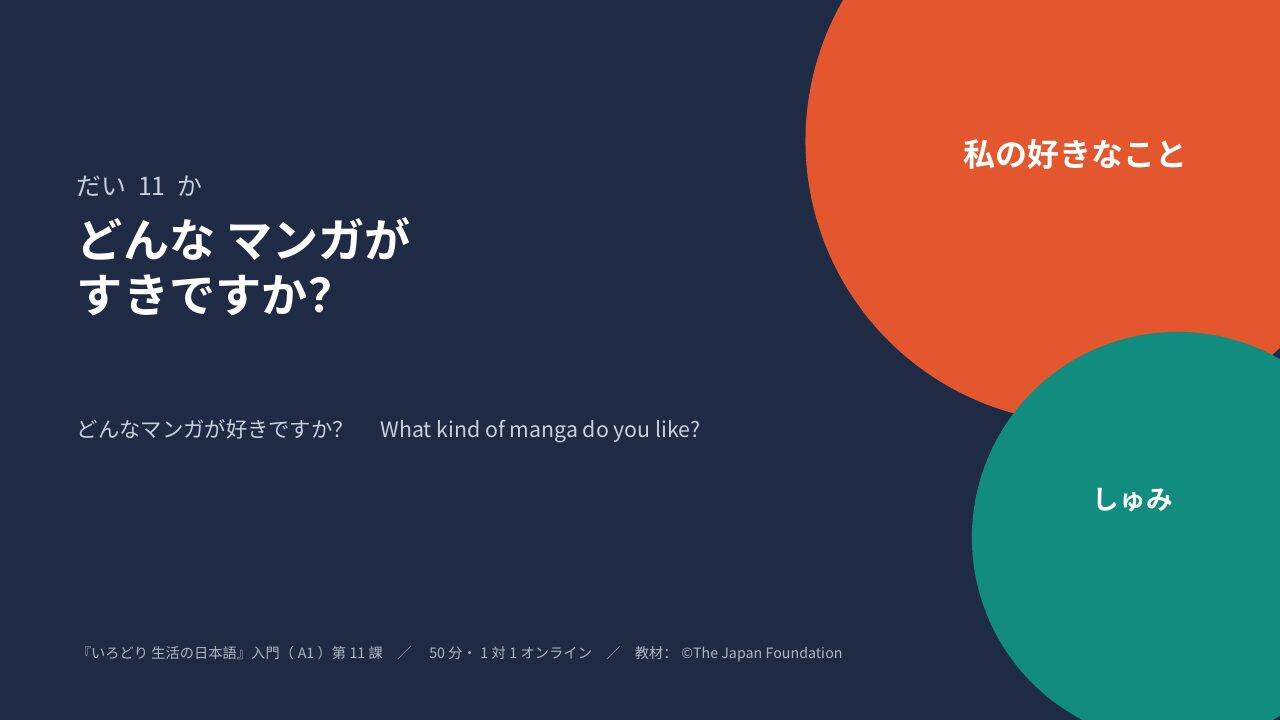 だい 11 か
どんな マンガが
すきですか?
どんなマンガが好きですか? What kind of manga do you like?
『いろどり 生活の日本語』入門（ A1 ）第 11 課 ／ 50 分・ 1 対 1 オンライン ／ 教材： ©The Japan Foundation
私の好きなこと
しゅみ